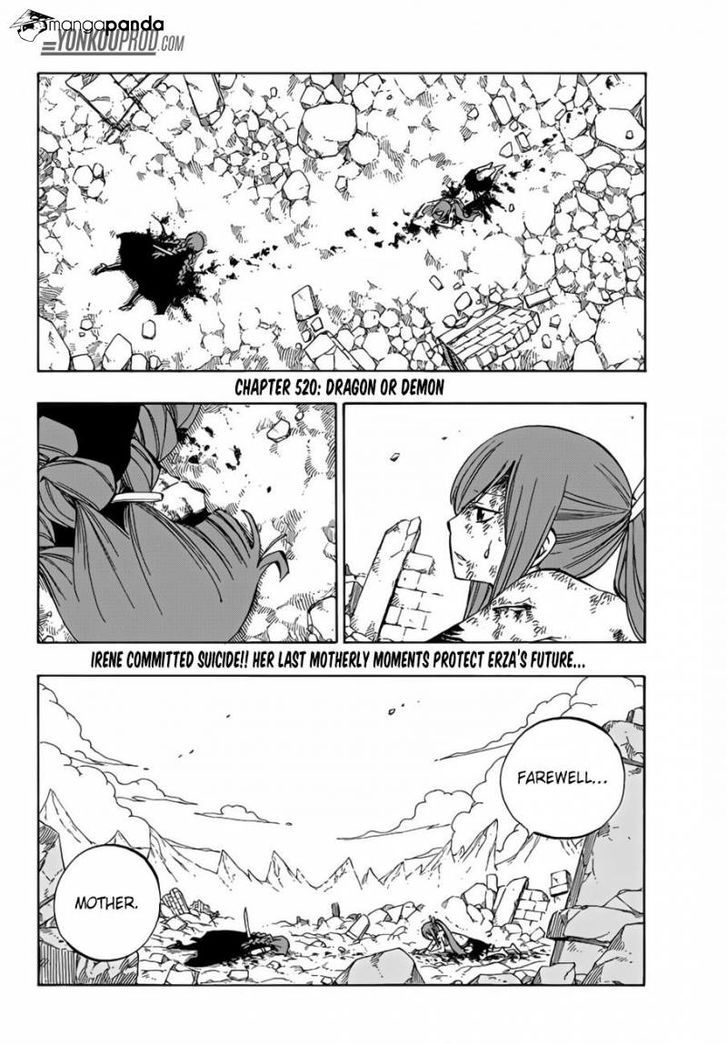 mangapanda
=YONKOUPROD.COM
CHAPTER 520: DRAGON OR DEMON
IRENE COMMITTED SUICIDE!! HER LAST MOTHERLY MOMENTS PROTECT ERZA'S FUTURE...
FAREWELL...
MOTHER.